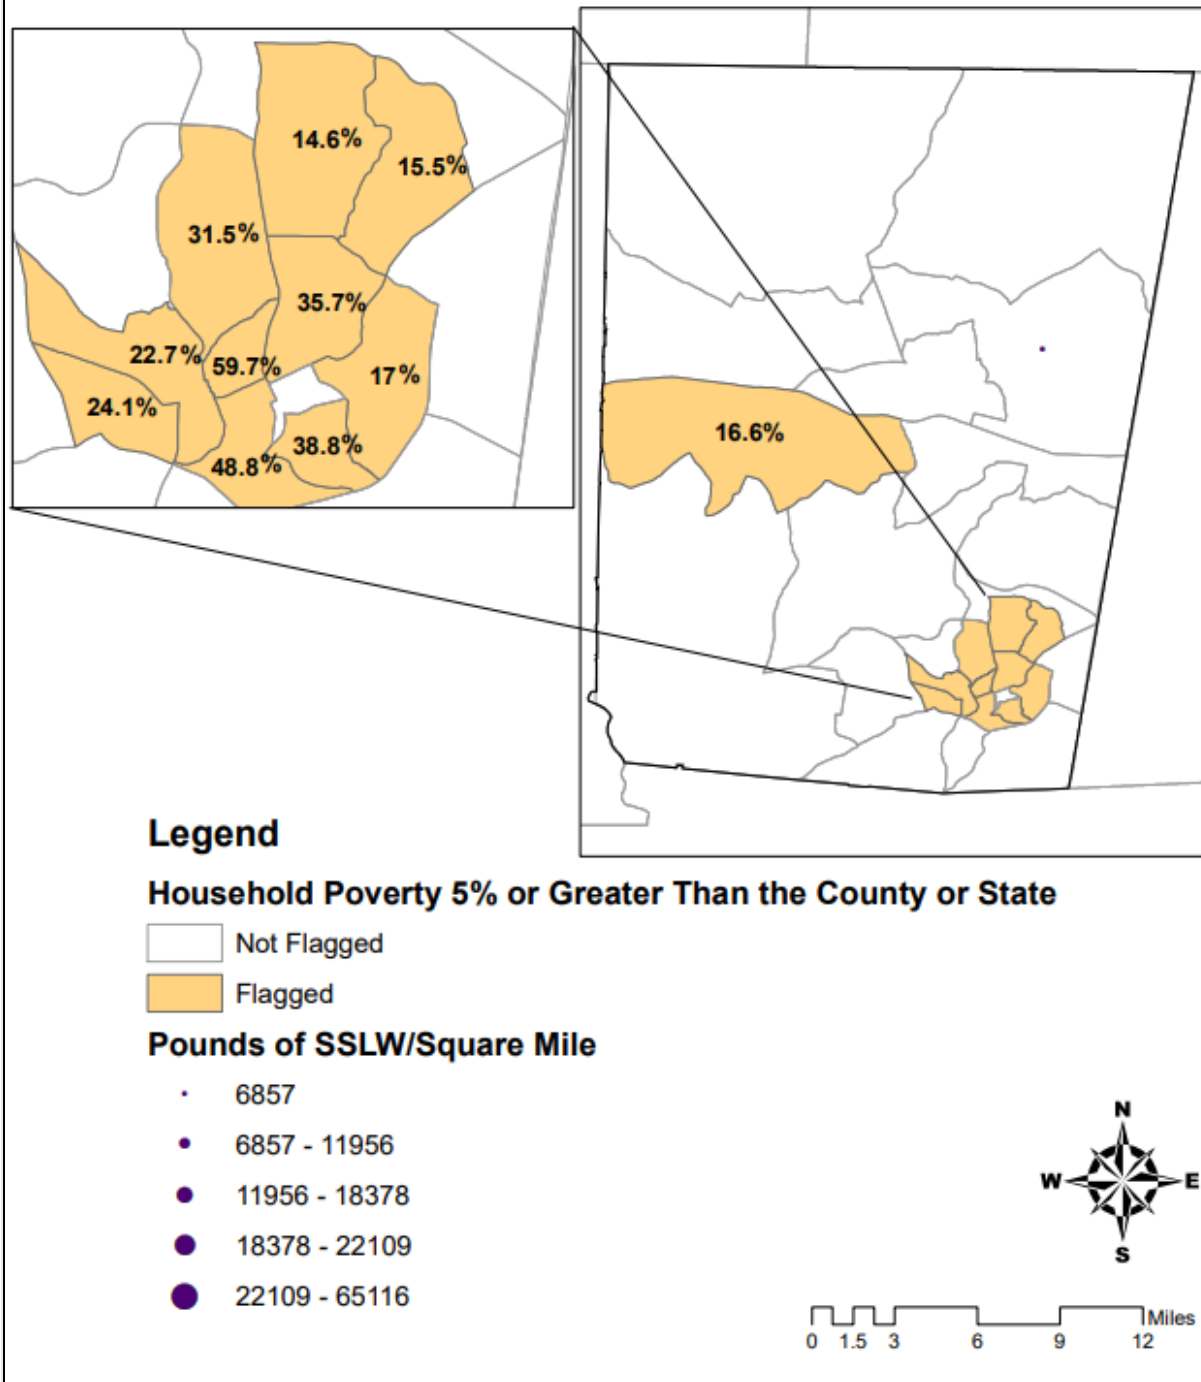 14.6%
15.5%
31.5%
35.7%
22.7%
59.7%
17%
24.1%
38.8%
48.8%
16.6%
Legend
Household Poverty 5% or Greater Than the County or State
Not Flagged
Flagged
Pounds of SSLW/Square Mile
6857
6857 - 11956
11956 - 18378
18378 - 22109
22109 - 65116
N
W E
S
Miles
0 1.5 3 6 9 12